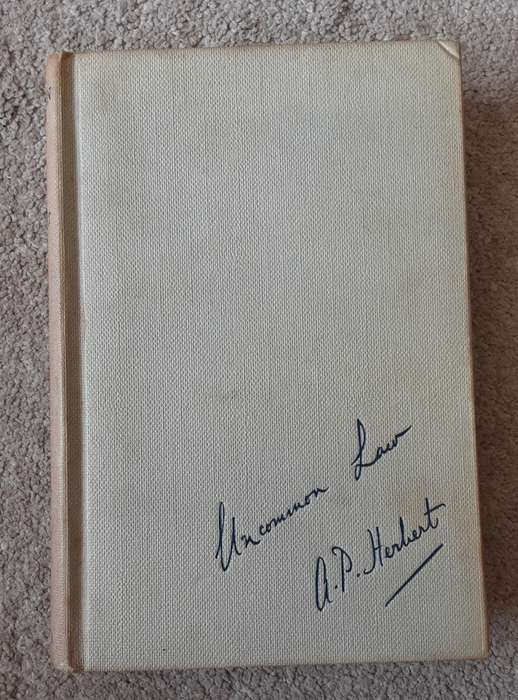 Uncommon Law
A.P. Herbert